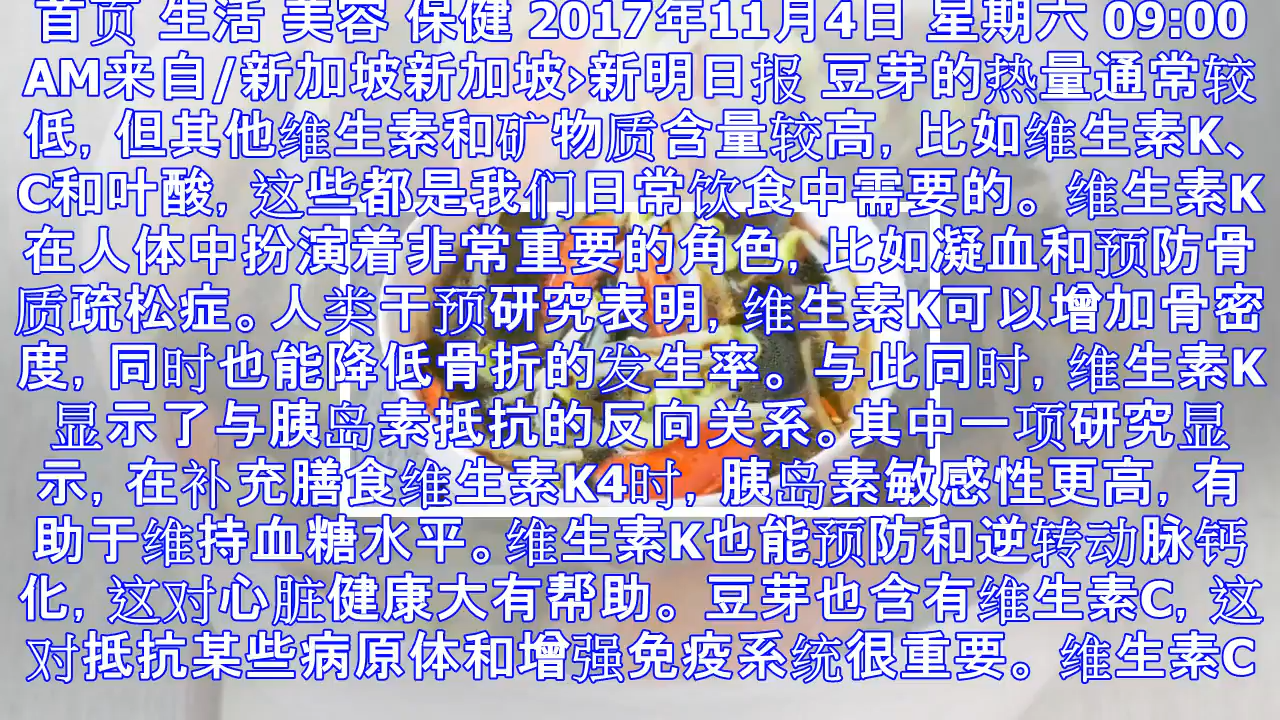 首页 生活 美容 保健 2017年11月4日 星期六 09:00
AM来自/新加坡新加坡›新明日报 豆芽的热量通常较
低, 但其他维生素和矿物质含量较高, 比如维生素K、
C和叶酸, 这些都是我们日常饮食中需要的。维生素K
在人体中扮演着非常重要的角色, 比如凝血和预防骨
质疏松症。人类干预研究表明, 维生素K可以增加骨密
度, 同时也能降低骨折的发生率。与此同时, 维生素K
显示了与胰岛素抵抗的反向关系。其中一项研究显
示, 在补充膳食维生素K4时, 胰岛素敏感性更高, 有
助于维持血糖水平。维生素K也能预防和逆转动脉钙
化, 这对心脏健康大有帮助。豆芽也含有维生素C, 这
对抵抗某些病原体和增强免疫系统很重要。维生素C